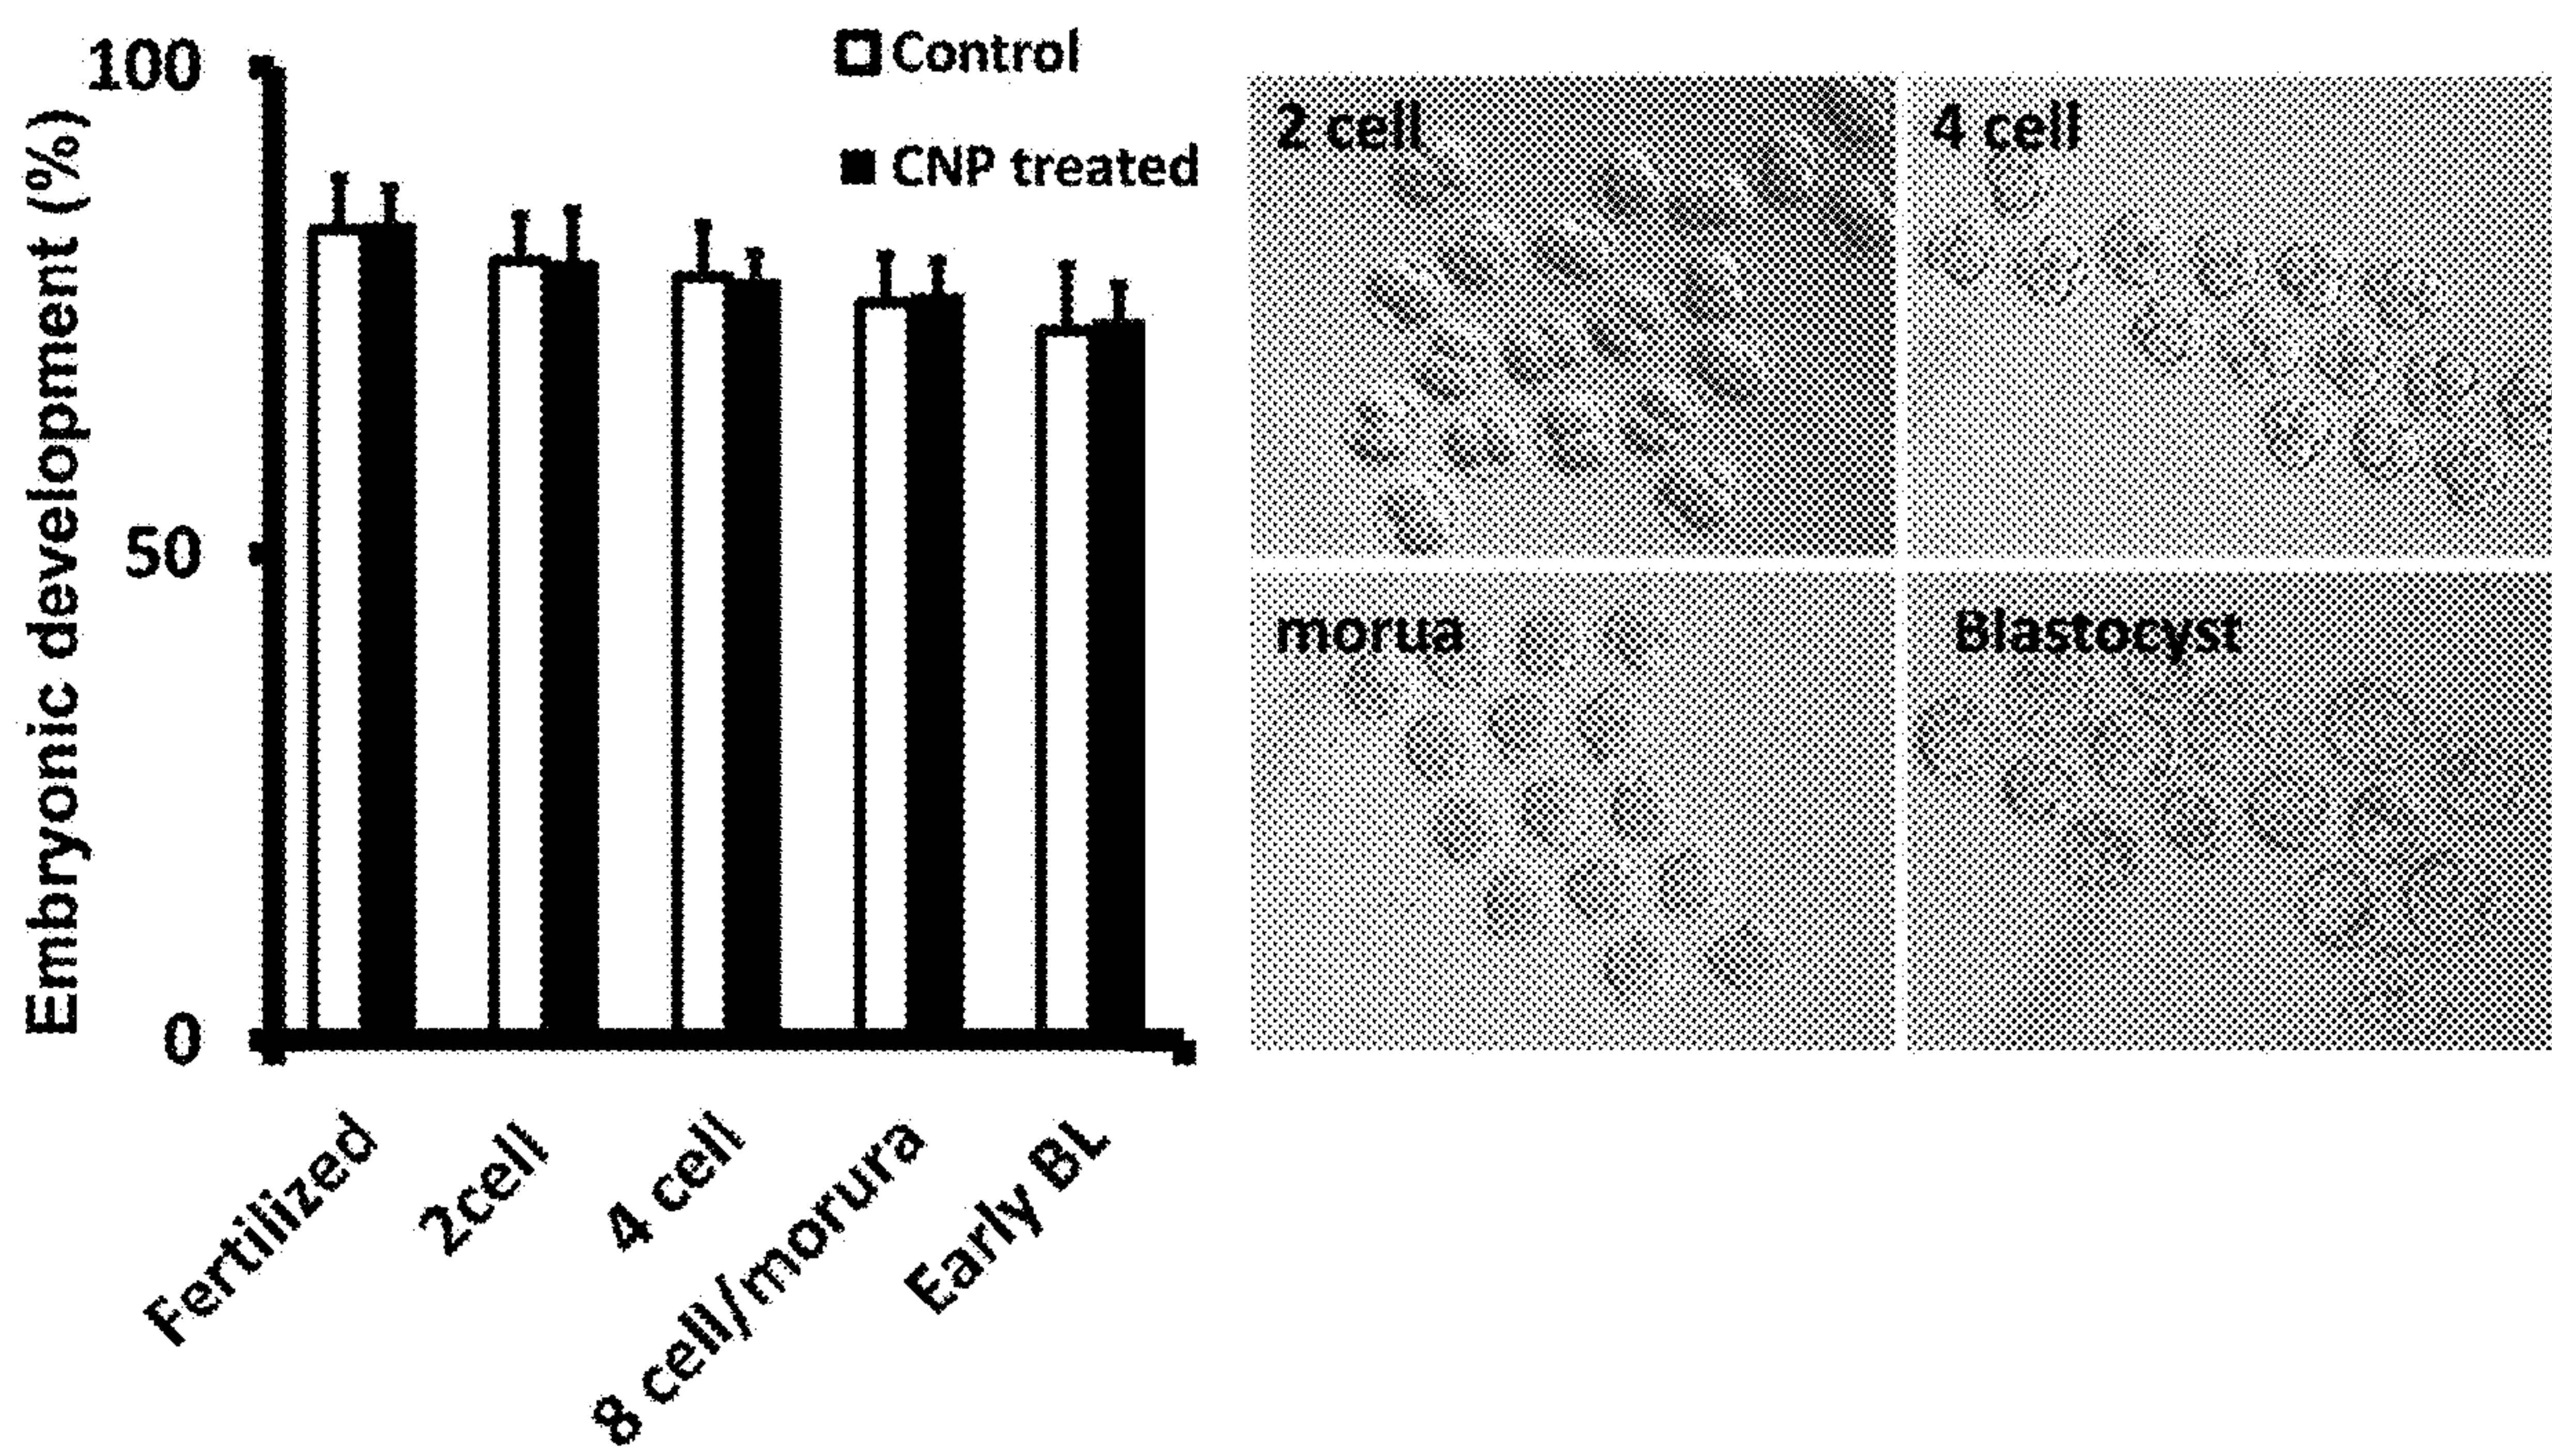 Embryonic development (%)
100
50
0
Control
CNP treated
Fertilized
2cell
4 cell
8 cell/morura
Early BL
2 cell
4 cell
morua
Blastocyst